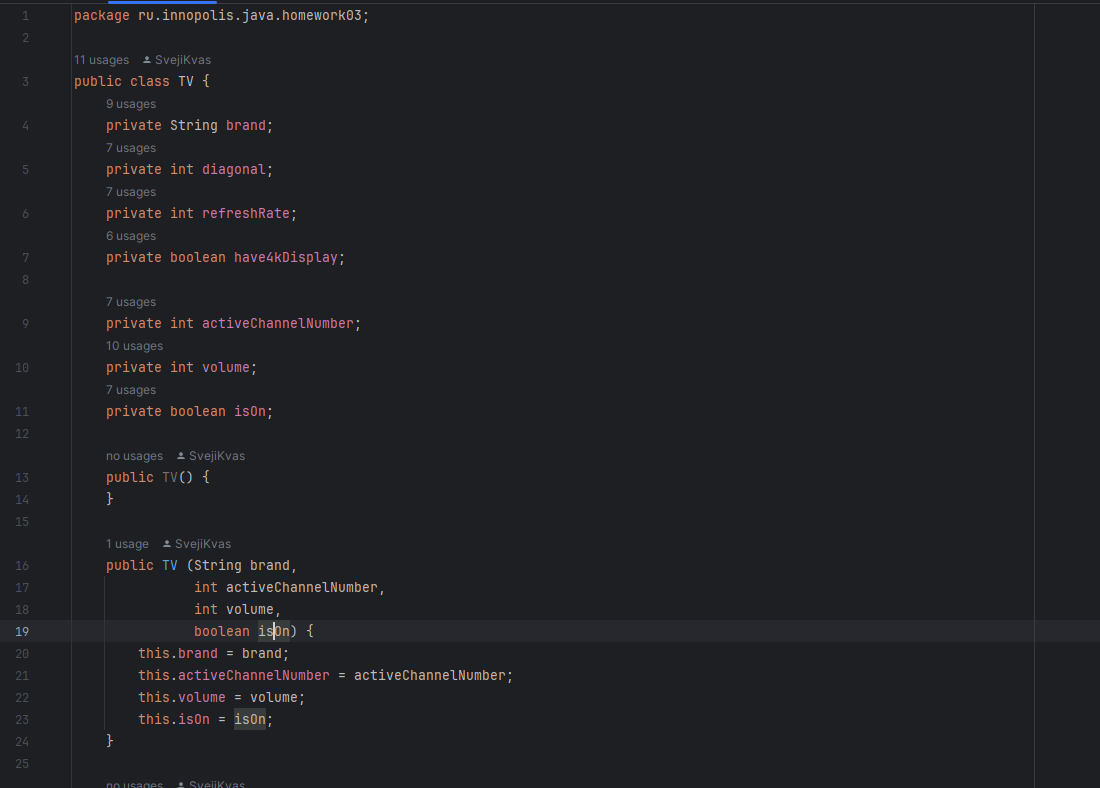 1 package ru.innopolis.java.homework03;
2
11 usages SvejiKvas
3 public class TV {
9 usages
4 private String brand;
7 usages
5 private int diagonal;
7 usages
6 private int refreshRate;
6 usages
7 private boolean have4kDisplay;
8
7 usages
9 private int activeChannelNumber;
10 usages
10 private int volume;
7 usages
11 private boolean isOn;
12
no usages SvejiKvas
13 public TV() {
14 }
15
1 usage SvejiKvas
16 public TV (String brand,
17 int activeChannelNumber,
18 int volume,
19 boolean isOn) {
20 this.brand = brand;
21 this.activeChannelNumber = activeChannelNumber;
22 this.volume = volume;
23 this.isOn = isOn;
24 }
25
no usages SvejiKvas